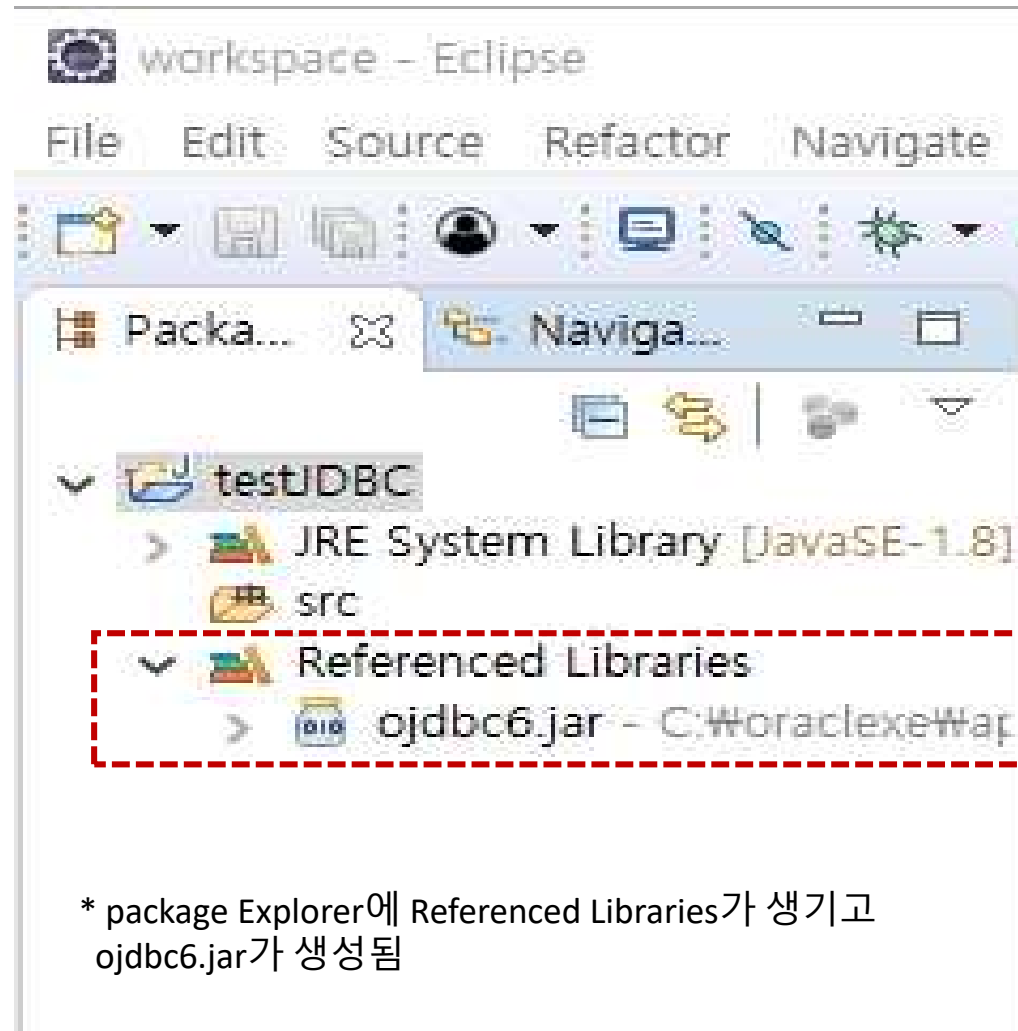 workspace - Eclipse
File Edit Source Refactor Navigate
Packa... Naviga...
testJDBC
JRE System Library [JavaSE-1.8]
src
Referenced Libraries
ojdbc6.jar - C:₩oraclexe₩ap
* package Explorer에 Referenced Libraries가 생기고
ojdbc6.jar가 생성됨